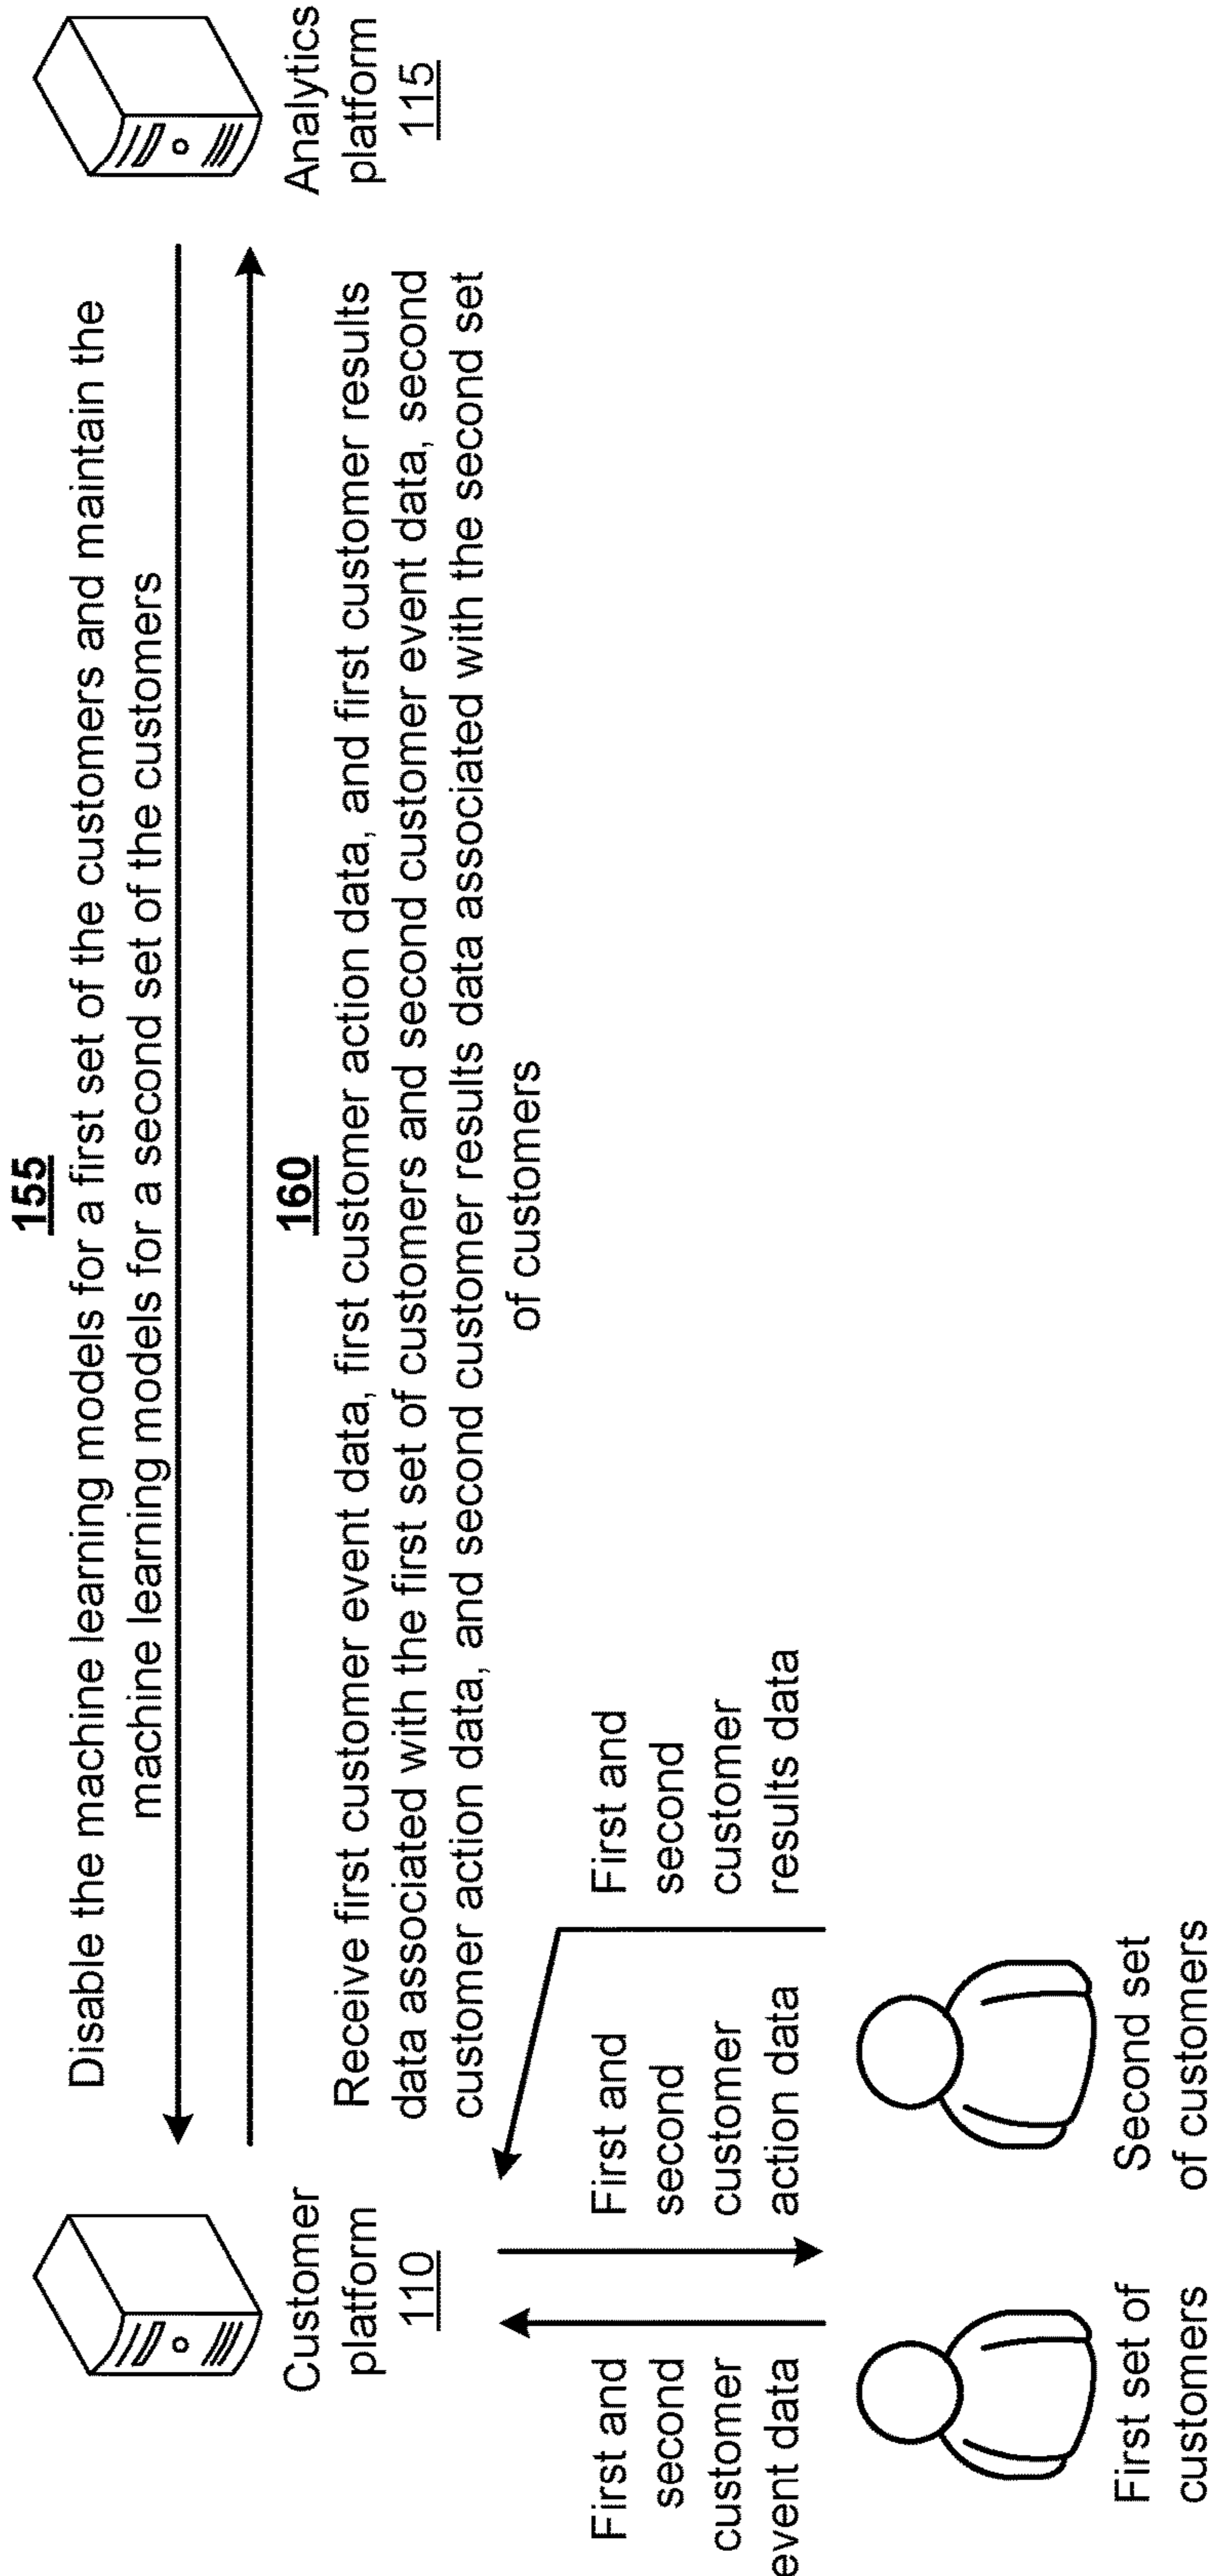 155
Disable the machine learning models for a first set of the customers and maintain the
machine learning models for a second set of the customers
160
Receive first customer event data, first customer action data, and first customer results
data associated with the first set of customers and second customer event data, second
customer action data, and second customer results data associated with the second set
of customers
Customer
platform
110
Analytics
platform
115
First and
second
customer
event data
First and
second
customer
action data
First and
second
customer
results data
First set of
customers
Second set
of customers